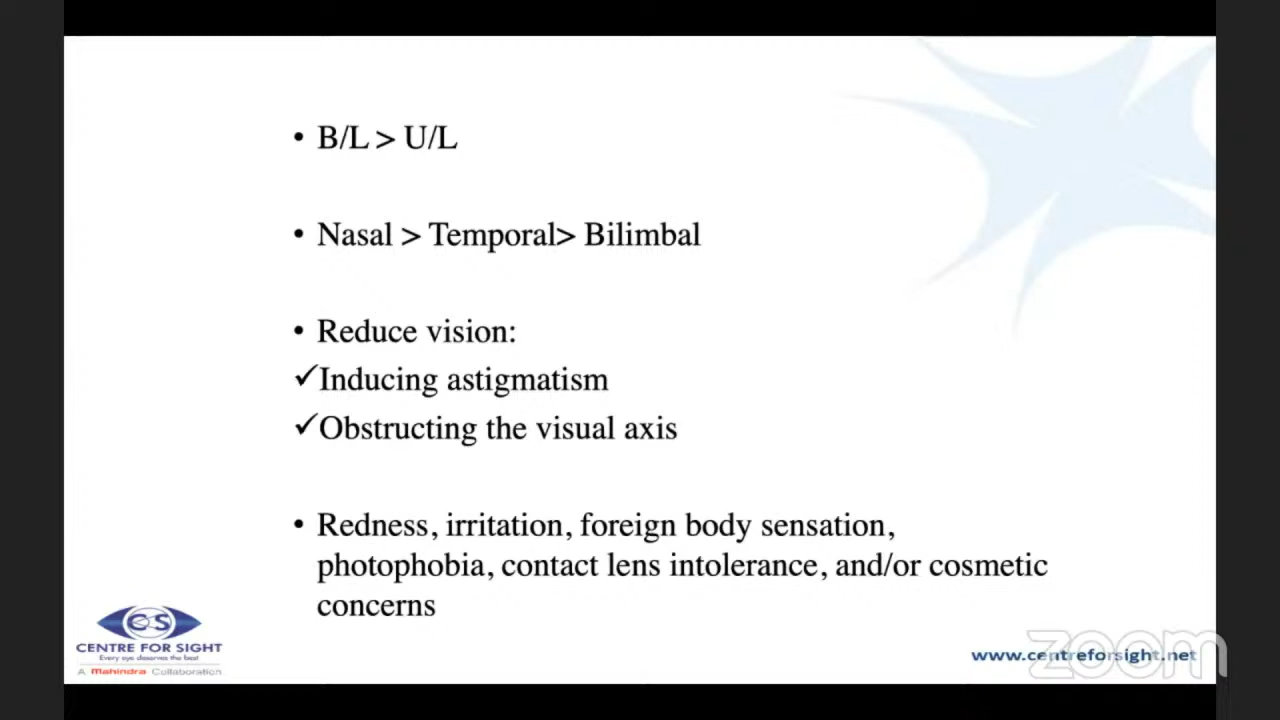 • B/L > U/L
• Nasal > Temporal> Bilimbal
• Reduce vision:
✓Inducing astigmatism
✓Obstructing the visual axis
• Redness, irritation, foreign body sensation,
photophobia, contact lens intolerance, and/or cosmetic
concerns
CFS
CENTRE FOR SIGHT
Every eye deserves the best
A Mahindra Collaboration
www.centreforsight.net
zoom